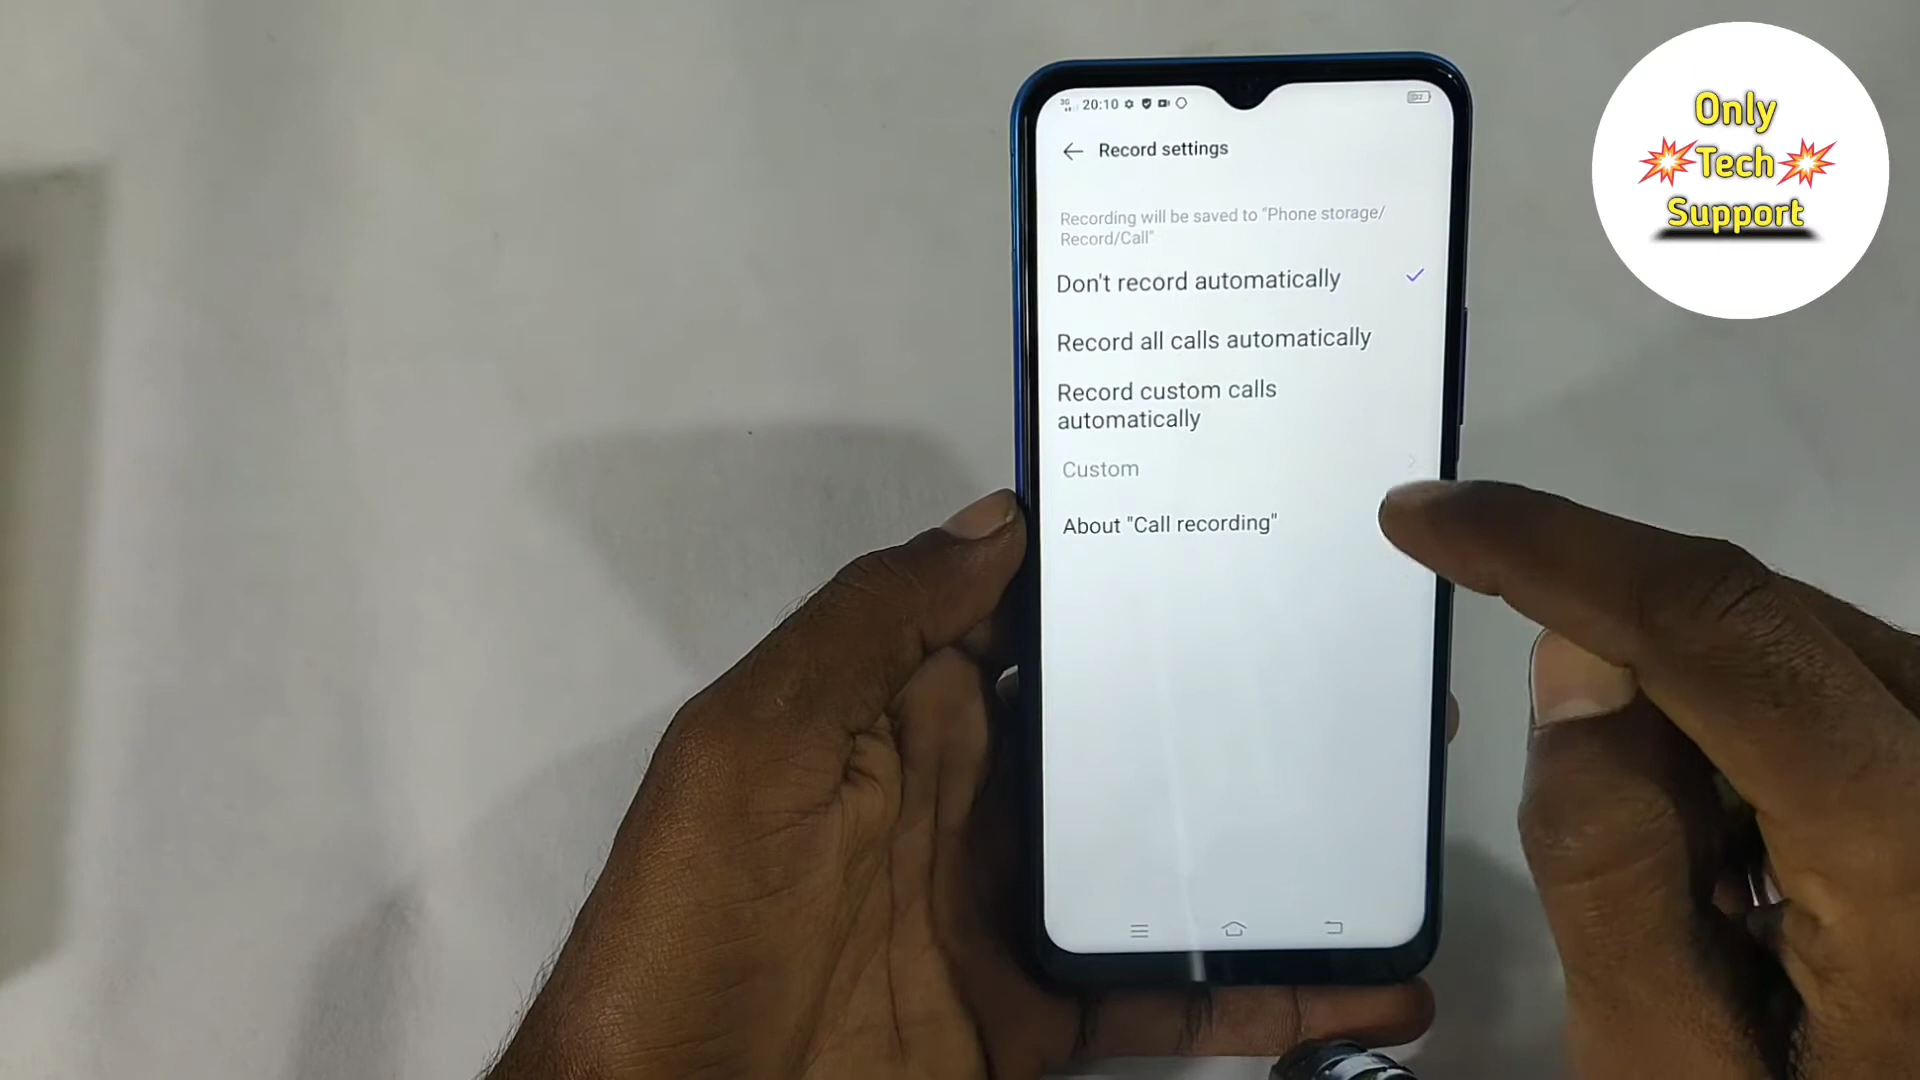 20:10
Record settings
Recording will be saved to "Phone storage/
Record/Call"
Don't record automatically
Record all calls automatically
Record custom calls
automatically
Custom
About "Call recording"
Only
Tech
Support